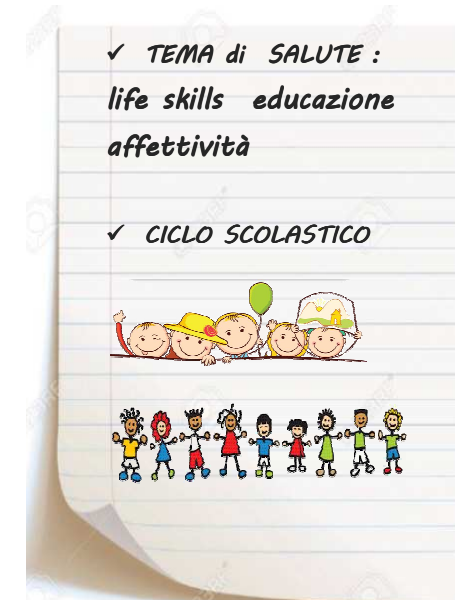 ✓ TEMA di SALUTE :
life skills educazione
affettività
✓ CICLO SCOLASTICO